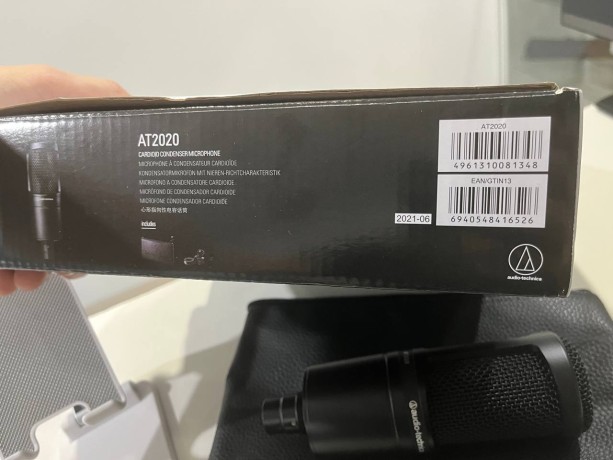 AT2020
CARDIOID CONDENSER MICROPHONE
MICROPHONE À CONDENSATEUR CARDIOÏDE
KONDENSATORMIKROFON MIT NIEREN-RICHTCHARAKTERISTIK
MICROFONO A CONDENSATORE, CARDIOIDE
MICRÓFONO DE CONDENSADOR CARDIOIDE
MICROFONE CONDENSADOR CARDIOIDE
心形指向性电容话筒
includes
AT2020
4961310081348
EAN/GTIN13
2021-06
6940548416526
audio-technica
audio-technica